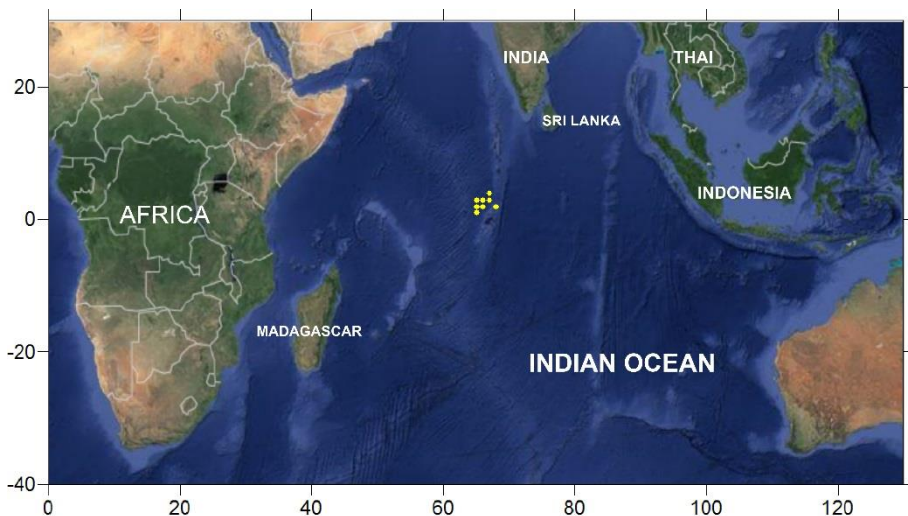 INDIA
THAI
20
SRI LANKA
INDONESIA
AFRICA
0
MADAGASCAR
-20
INDIAN OCEAN
-40
0 20 40 60 80 100 120